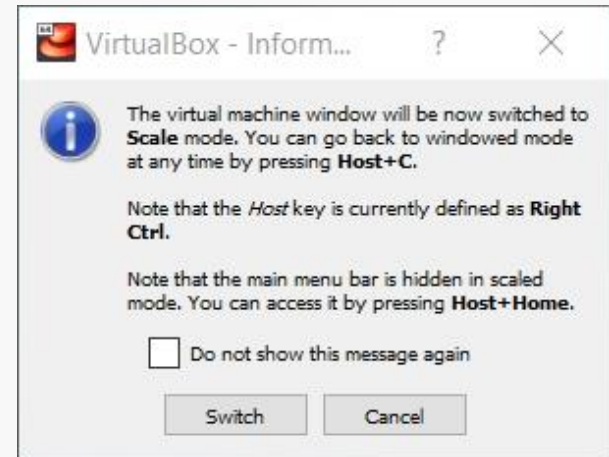 64
VirtualBox - Inform...
?
The virtual machine window will be now switched to
Scale mode. You can go back to windowed mode
at any time by pressing Host+C.
Note that the Host key is currently defined as Right
Ctrl.
Note that the main menu bar is hidden in scaled
mode. You can access it by pressing Host+Home.
Do not show this message again
Switch Cancel